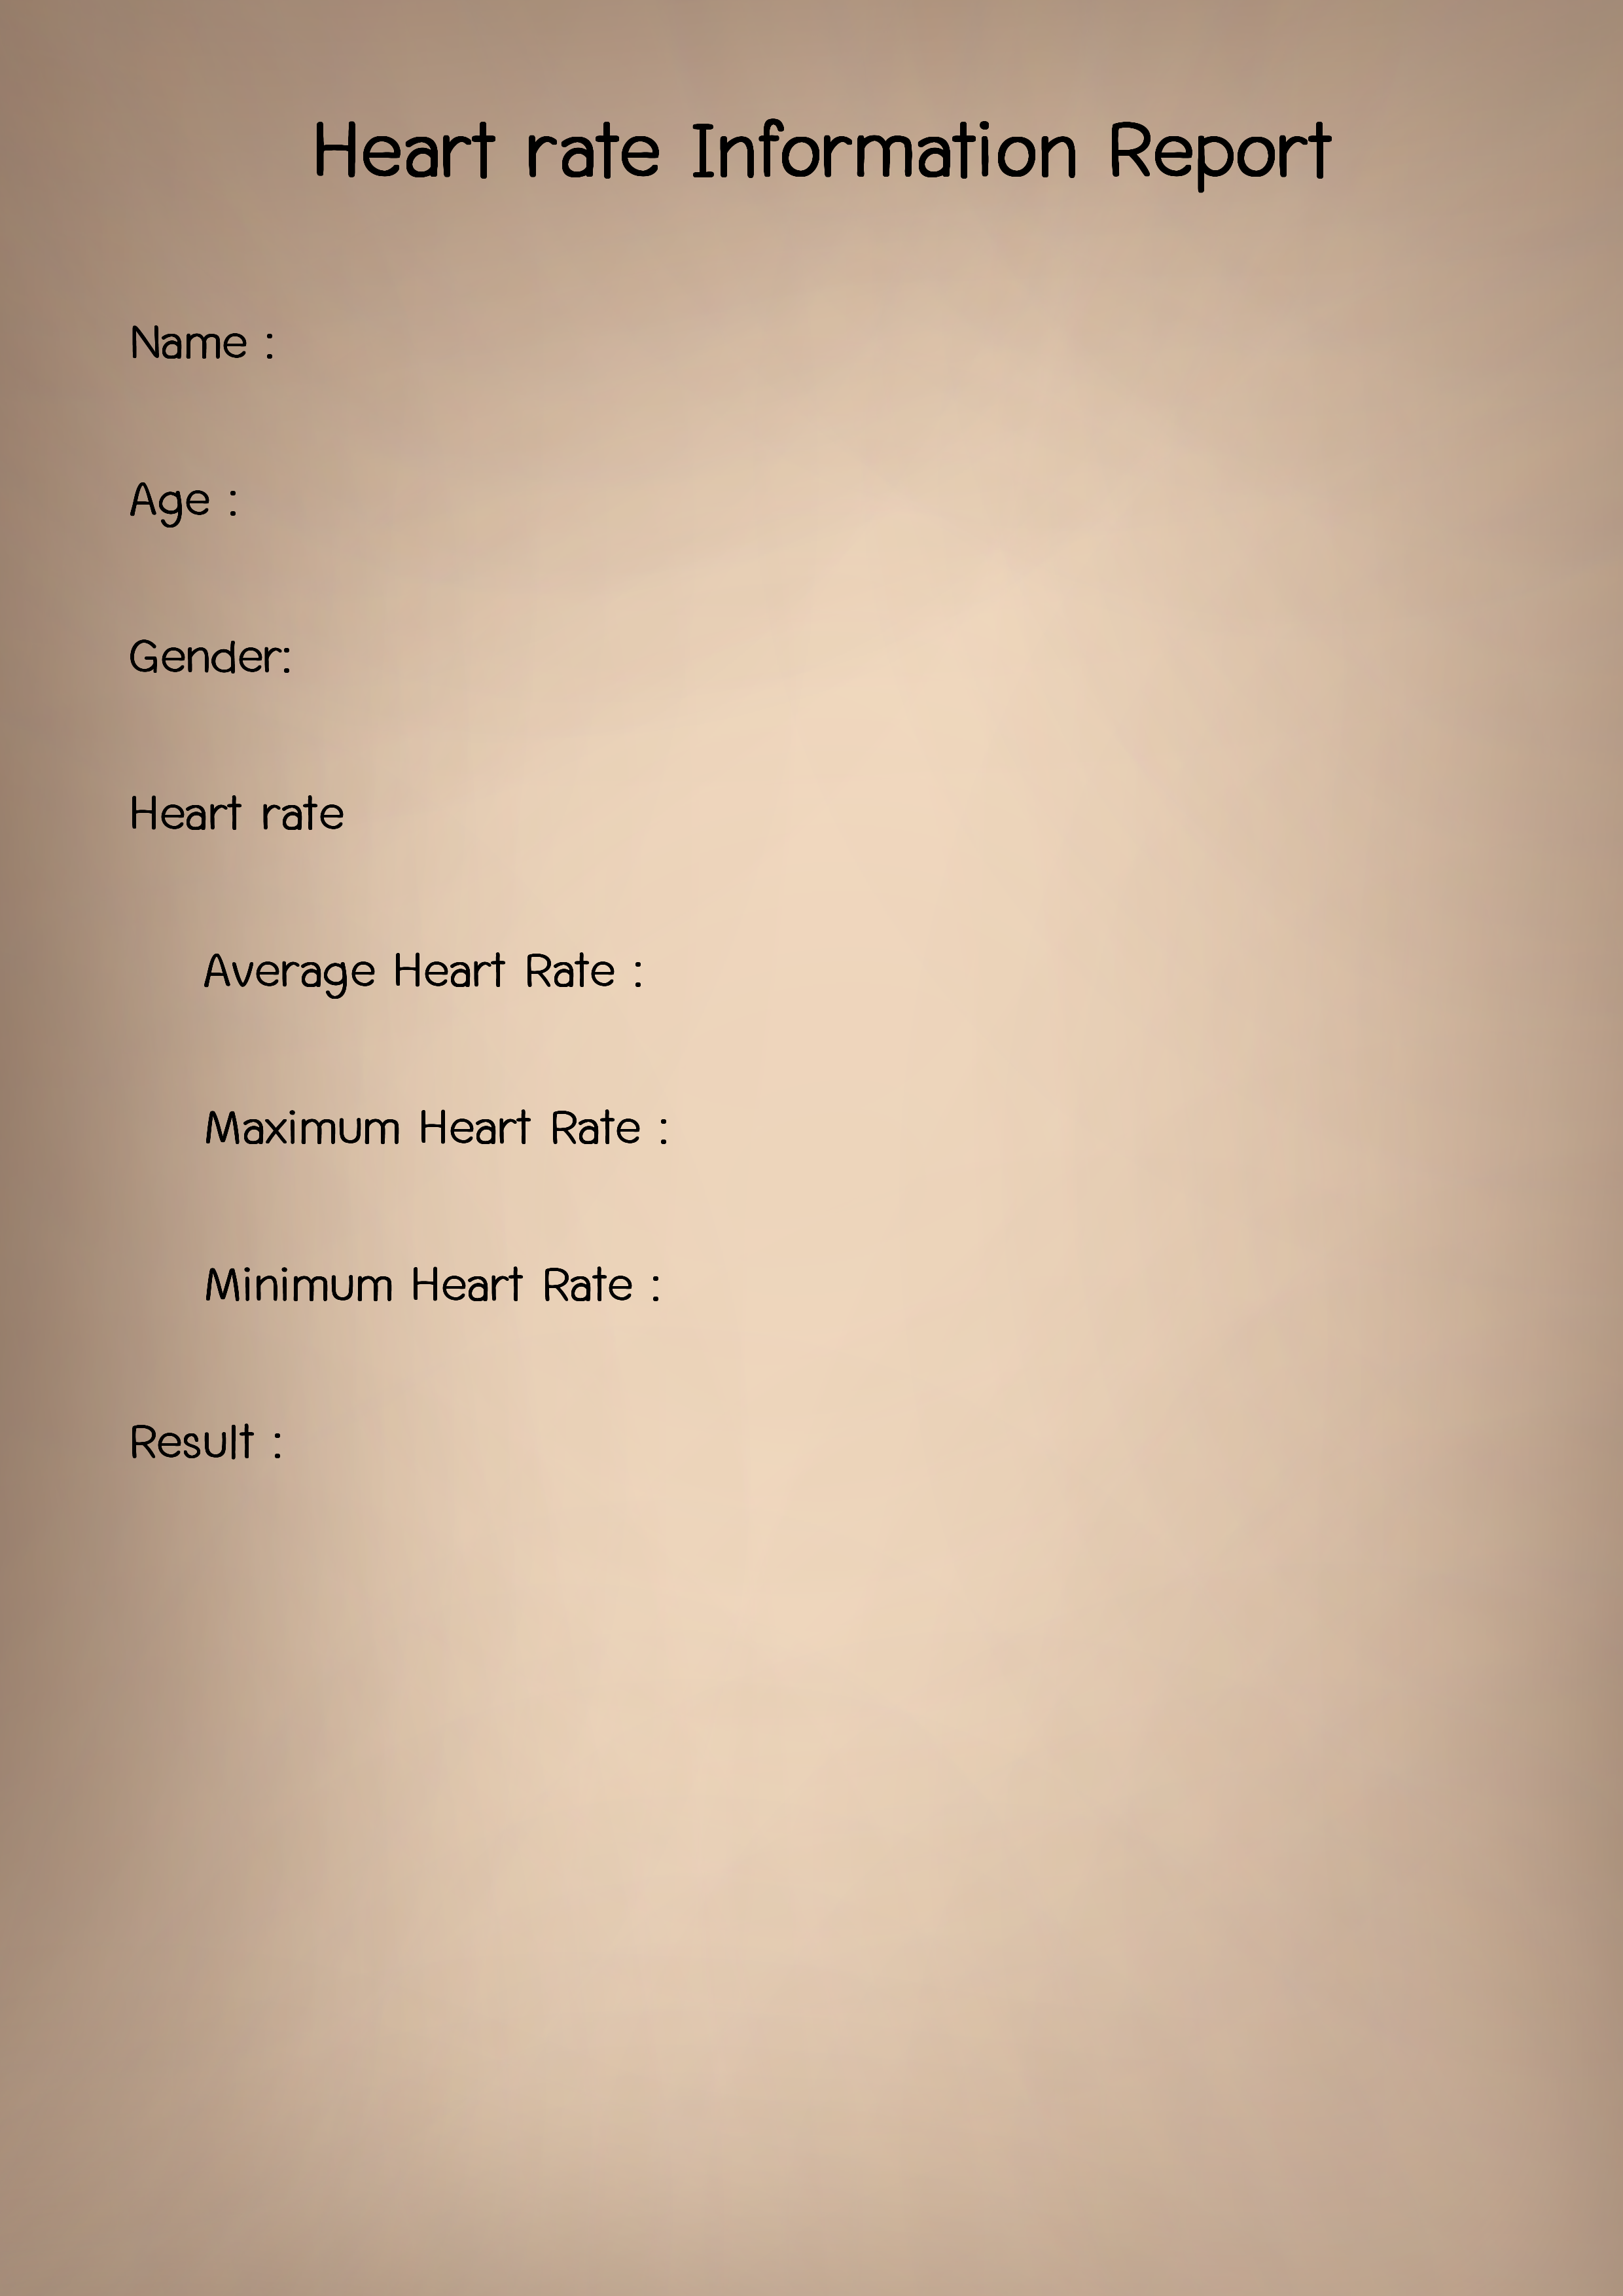 Heart rate Information Report
Name :
Age :
Gender:
Heart rate
Average Heart Rate :
Maximum Heart Rate :
Minimum Heart Rate :
Result :